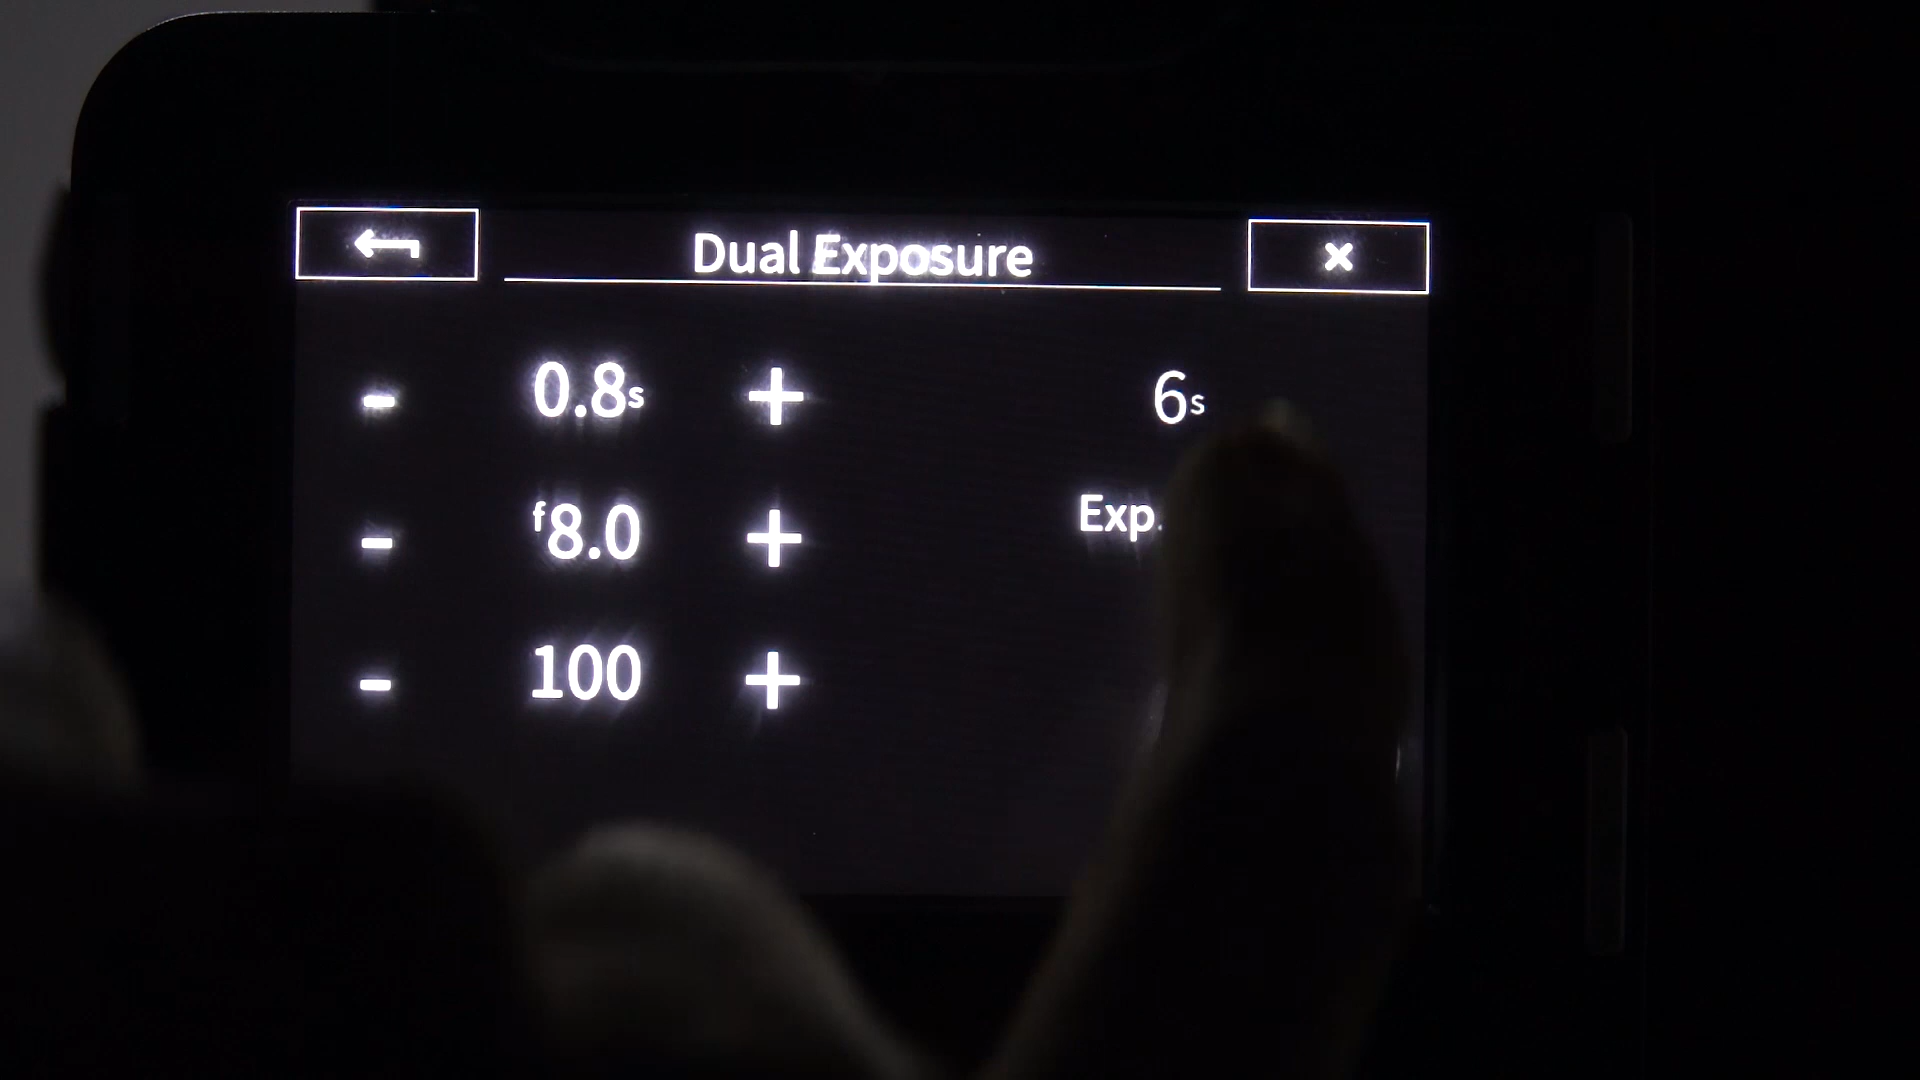 Dual Exposure
- 0.8s + 6s
- f8.0 + Exp.
- 100 +